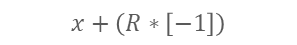 x + (R * [−1])